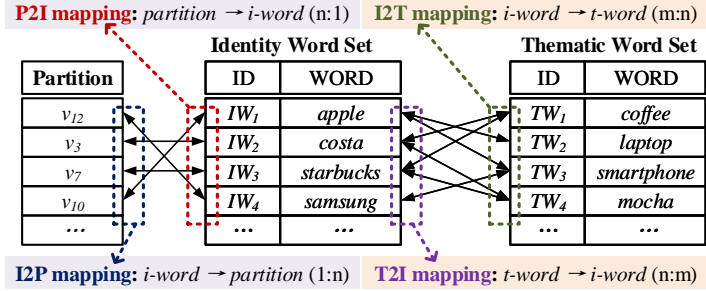 P2I mapping: partition → i-word (n:1)
I2T mapping: i-word → t-word (m:n)
Identity Word Set
Thematic Word Set
Partition
ID WORD
ID WORD
v12 IW1 apple TW1 coffee
v3 IW2 costa TW2 laptop
v7 IW3 starbucks TW3 smartphone
v10 IW4 samsung TW4 mocha
... ... ... ... ...
I2P mapping: i-word → partition (1:n)
T2I mapping: t-word → i-word (n:m)